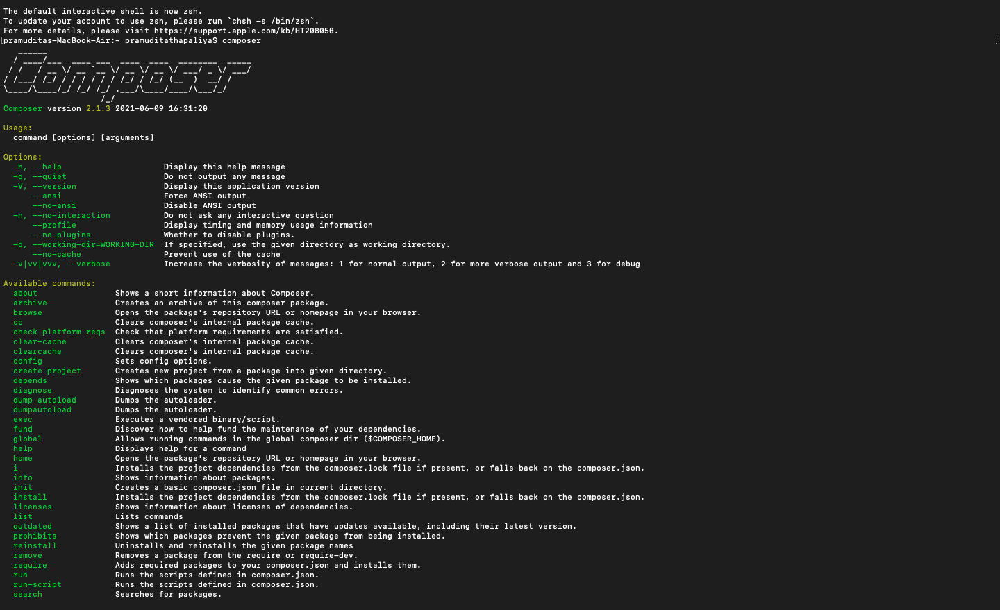 The default interactive shell is now zsh.
To update your account to use zsh, please run `chsh -s /bin/zsh`.
For more details, please visit https://support.apple.com/kb/HT208050.
[pramuditas-MacBook-Air:~ pramuditathapaliya$ composer ]
   ______
  / ____/___  ____ ___  ____  ____  ________  _____
 / /   / __ \/ __ `__ \/ __ \/ __ \/ ___/ _ \/ ___/
/ /___/ /_/ / / / / / / /_/ / /_/ (__  )  __/ /
\____/\____/_/ /_/ /_/ .___/\____/____/\___/_/
                    /_/
Composer version 2.1.3 2021-06-09 16:31:20
Usage:
  command [options] [arguments]
Options:
  -h, --help                     Display this help message
  -q, --quiet                    Do not output any message
  -V, --version                  Display this application version
      --ansi                     Force ANSI output
      --no-ansi                  Disable ANSI output
  -n, --no-interaction           Do not ask any interactive question
      --profile                  Display timing and memory usage information
      --no-plugins               Whether to disable plugins.
  -d, --working-dir=WORKING-DIR  If specified, use the given directory as working directory.
      --no-cache                 Prevent use of the cache
  -v|vv|vvv, --verbose           Increase the verbosity of messages: 1 for normal output, 2 for more verbose output and 3 for debug
Available commands:
  about                Shows a short information about Composer.
  archive              Creates an archive of this composer package.
  browse               Opens the package's repository URL or homepage in your browser.
  cc                   Clears composer's internal package cache.
  check-platform-reqs  Check that platform requirements are satisfied.
  clear-cache          Clears composer's internal package cache.
  clearcache           Clears composer's internal package cache.
  config               Sets config options.
  create-project       Creates new project from a package into given directory.
  depends              Shows which packages cause the given package to be installed.
  diagnose             Diagnoses the system to identify common errors.
  dump-autoload        Dumps the autoloader.
  dumpautoload         Dumps the autoloader.
  exec                 Executes a vendored binary/script.
  fund                 Discover how to help fund the maintenance of your dependencies.
  global               Allows running commands in the global composer dir ($COMPOSER_HOME).
  help                 Displays help for a command
  home                 Opens the package's repository URL or homepage in your browser.
  i                    Installs the project dependencies from the composer.lock file if present, or falls back on the composer.json.
  info                 Shows information about packages.
  init                 Creates a basic composer.json file in current directory.
  install              Installs the project dependencies from the composer.lock file if present, or falls back on the composer.json.
  licenses             Shows information about licenses of dependencies.
  list                 Lists commands
  outdated             Shows a list of installed packages that have updates available, including their latest version.
  prohibits            Shows which packages prevent the given package from being installed.
  reinstall            Uninstalls and reinstalls the given package names
  remove               Removes a package from the require or require-dev.
  require              Adds required packages to your composer.json and installs them.
  run                  Runs the scripts defined in composer.json.
  run-script           Runs the scripts defined in composer.json.
  search               Searches for packages.